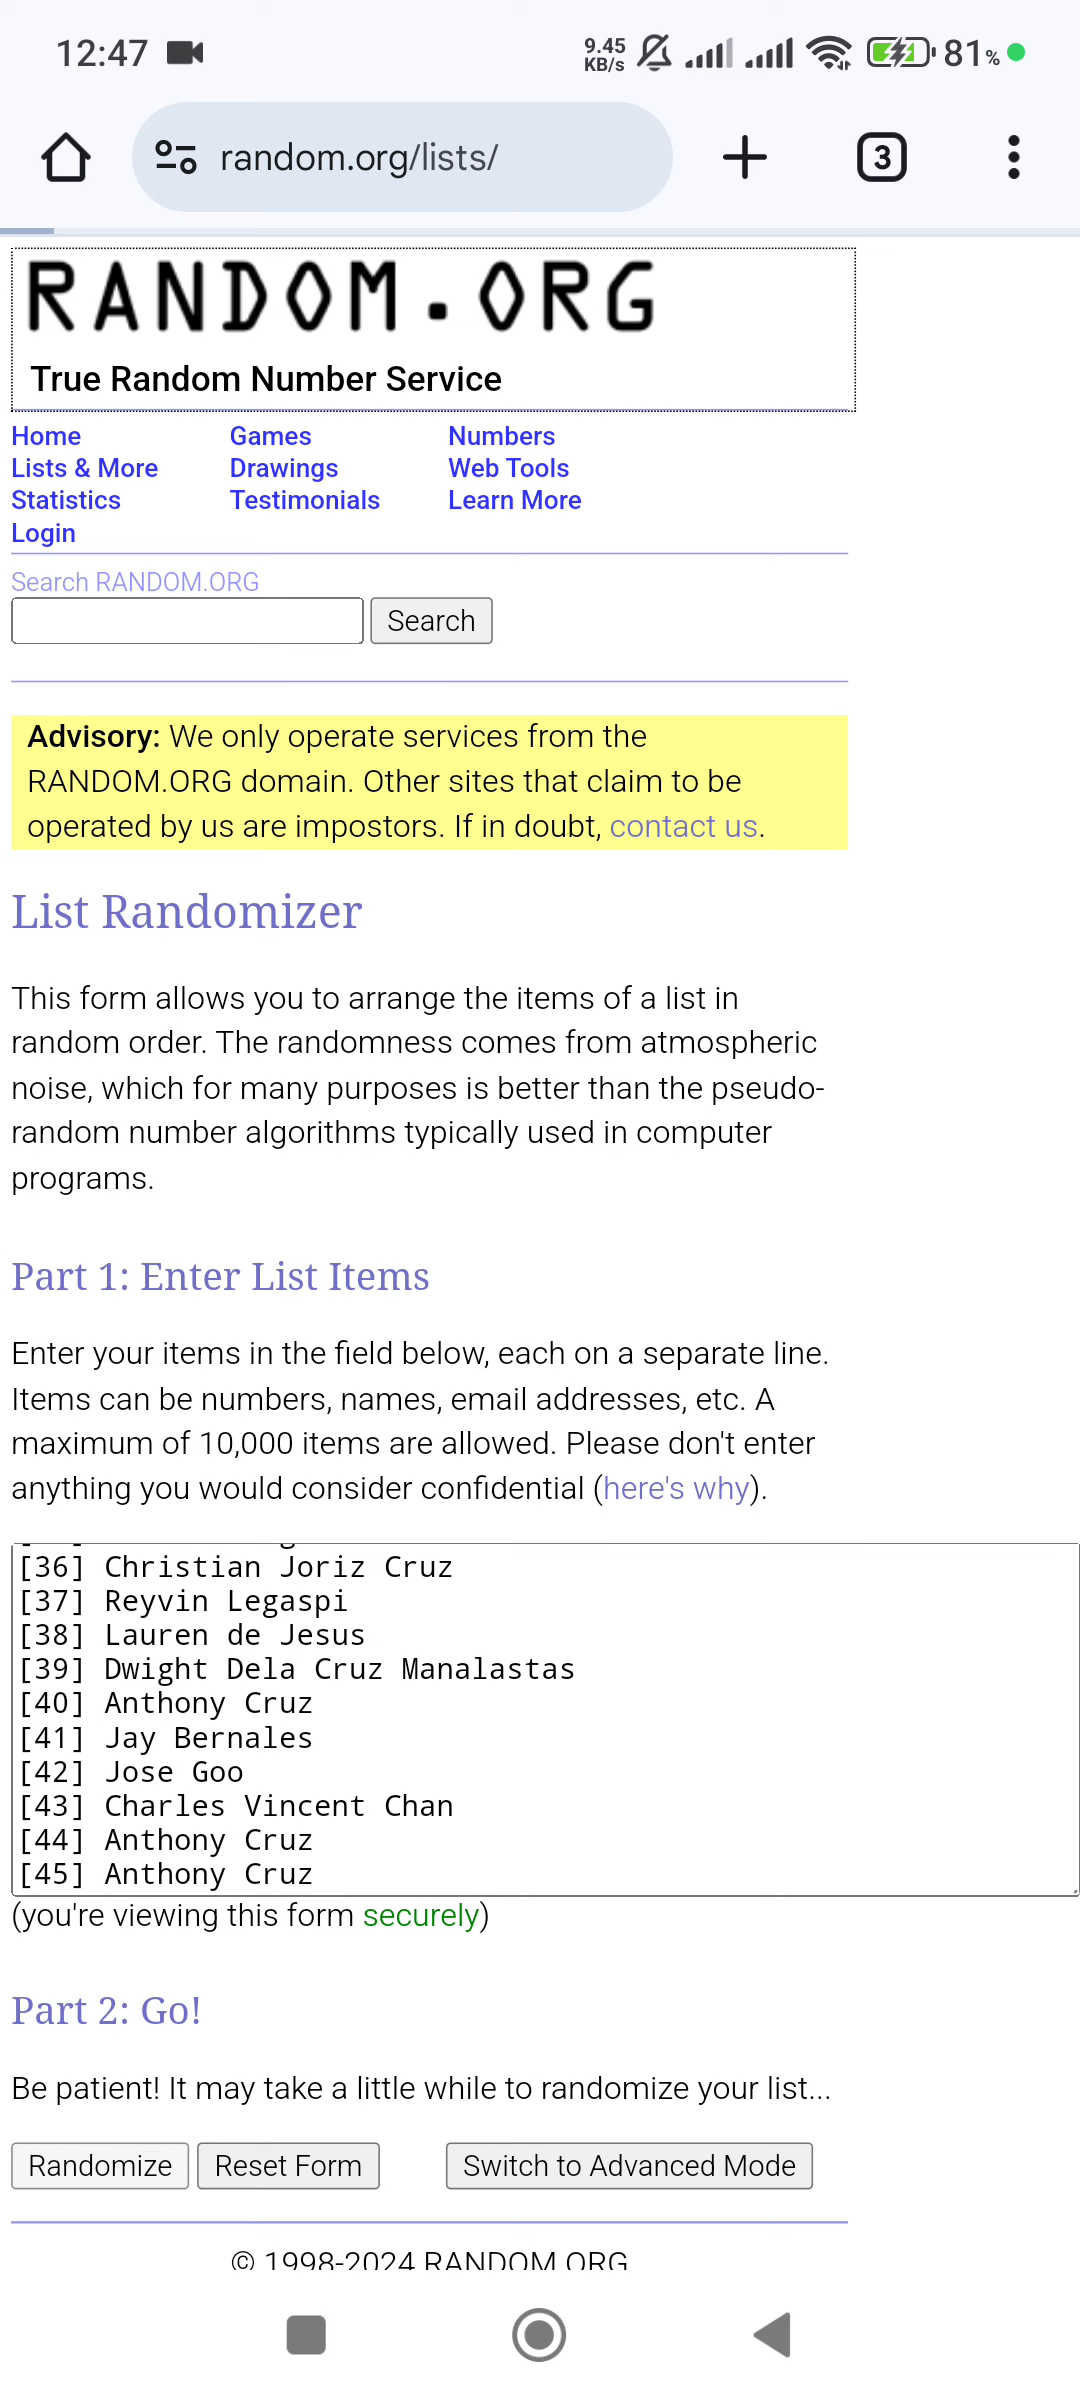 12:47 9.45 KB/s 81%
random.org/lists/ 3
RANDOM.ORG
True Random Number Service
Home Games Numbers
Lists & More Drawings Web Tools
Statistics Testimonials Learn More
Login
Search RANDOM.ORG
Search
Advisory: We only operate services from the
RANDOM.ORG domain. Other sites that claim to be
operated by us are impostors. If in doubt, contact us.
List Randomizer
This form allows you to arrange the items of a list in
random order. The randomness comes from atmospheric
noise, which for many purposes is better than the pseudo-
random number algorithms typically used in computer
programs.
Part 1: Enter List Items
Enter your items in the field below, each on a separate line.
Items can be numbers, names, email addresses, etc. A
maximum of 10,000 items are allowed. Please don't enter
anything you would consider confidential (here's why).
[36] Christian Joriz Cruz
[37] Reyvin Legaspi
[38] Lauren de Jesus
[39] Dwight Dela Cruz Manalastas
[40] Anthony Cruz
[41] Jay Bernales
[42] Jose Goo
[43] Charles Vincent Chan
[44] Anthony Cruz
[45] Anthony Cruz
(you're viewing this form securely)
Part 2: Go!
Be patient! It may take a little while to randomize your list...
Randomize Reset Form Switch to Advanced Mode
© 1998-2024 RANDOM.ORG